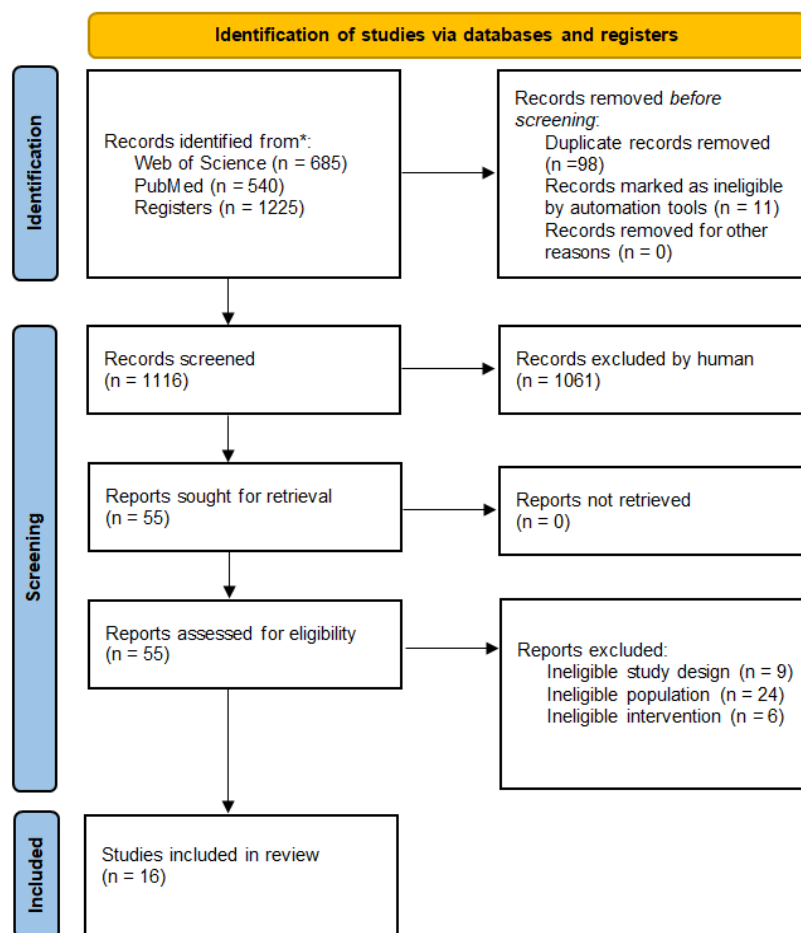 Identification of studies via databases and registers
Identification
Records identified from*:
Web of Science (n = 685)
PubMed (n = 540)
Registers (n = 1225)
Records removed before
screening:
Duplicate records removed
(n =98)
Records marked as ineligible
by automation tools (n = 11)
Records removed for other
reasons (n = 0)
Screening
Records screened
(n = 1116)
Records excluded by human
(n = 1061)
Reports sought for retrieval
(n = 55)
Reports not retrieved
(n = 0)
Reports assessed for eligibility
(n = 55)
Reports excluded:
Ineligible study design (n = 9)
Ineligible population (n = 24)
Ineligible intervention (n = 6)
Included
Studies included in review
(n = 16)